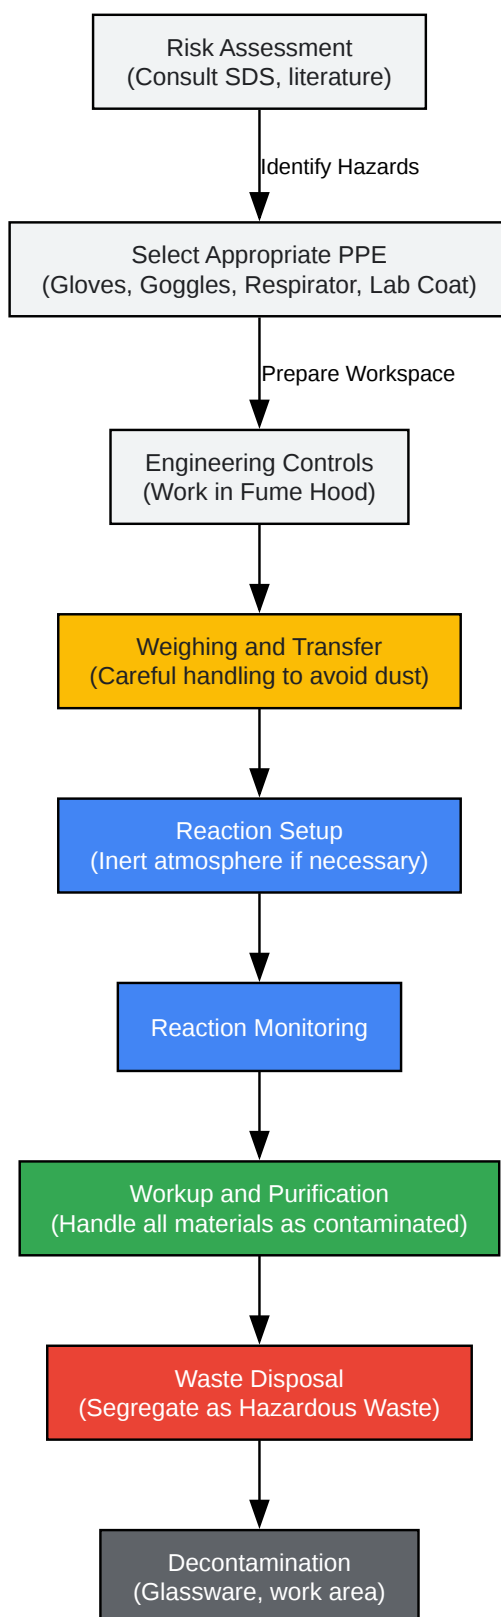 Risk Assessment
(Consult SDS, literature)
Identify Hazards
Select Appropriate PPE
(Gloves, Goggles, Respirator, Lab Coat)
Prepare Workspace
Engineering Controls
(Work in Fume Hood)
Weighing and Transfer
(Careful handling to avoid dust)
Reaction Setup
(Inert atmosphere if necessary)
Reaction Monitoring
Workup and Purification
(Handle all materials as contaminated)
Waste Disposal
(Segregate as Hazardous Waste)
Decontamination
(Glassware, work area)